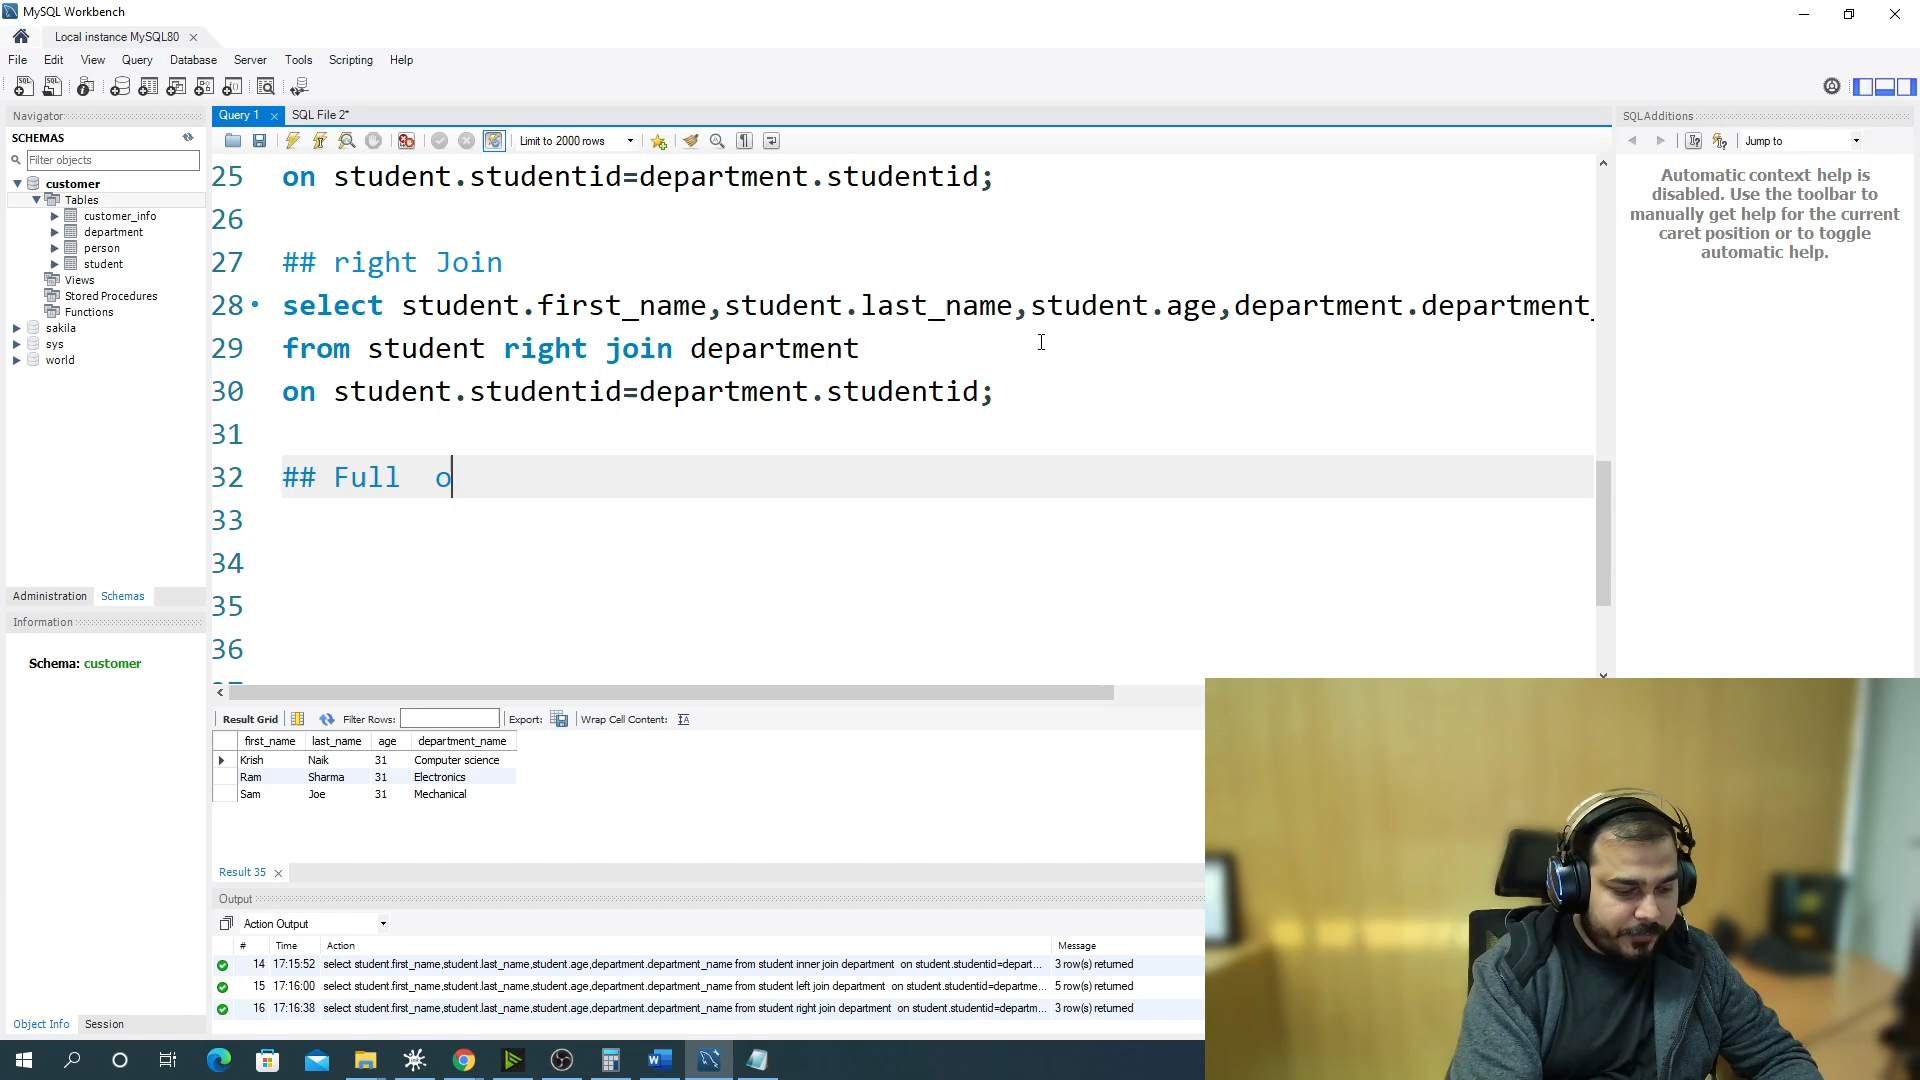 MySQL Workbench
Local instance MySQL80
File Edit View Query Database Server Tools Scripting Help
Navigator
SCHEMAS
Filter objects
customer
Tables
customer_info
department
person
student
Views
Stored Procedures
Functions
sakila
sys
world
Administration Schemas
Information
Schema: customer
Object Info Session
Query 1 SQL File 2*
Limit to 2000 rows
25 on student.studentid=department.studentid;
26
27 ## right Join
28 select student.first_name,student.last_name,student.age,department.department_
29 from student right join department
30 on student.studentid=department.studentid;
31
32 ## Full  o
33
34
35
36
Result Grid Filter Rows: Export: Wrap Cell Content:
first_name last_name age department_name
Krish Naik 31 Computer science
Ram Sharma 31 Electronics
Sam Joe 31 Mechanical
Result 35
Output
Action Output
# Time Action Message
14 17:15:52 select student.first_name,student.last_name,student.age,department.department_name from student inner join department on student.studentid=depart... 3 row(s) returned
15 17:16:00 select student.first_name,student.last_name,student.age,department.department_name from student left join department on student.studentid=departme... 5 row(s) returned
16 17:16:38 select student.first_name,student.last_name,student.age,department.department_name from student right join department on student.studentid=departm... 3 row(s) returned
SQLAdditions
Jump to
Automatic context help is
disabled. Use the toolbar to
manually get help for the current
caret position or to toggle
automatic help.